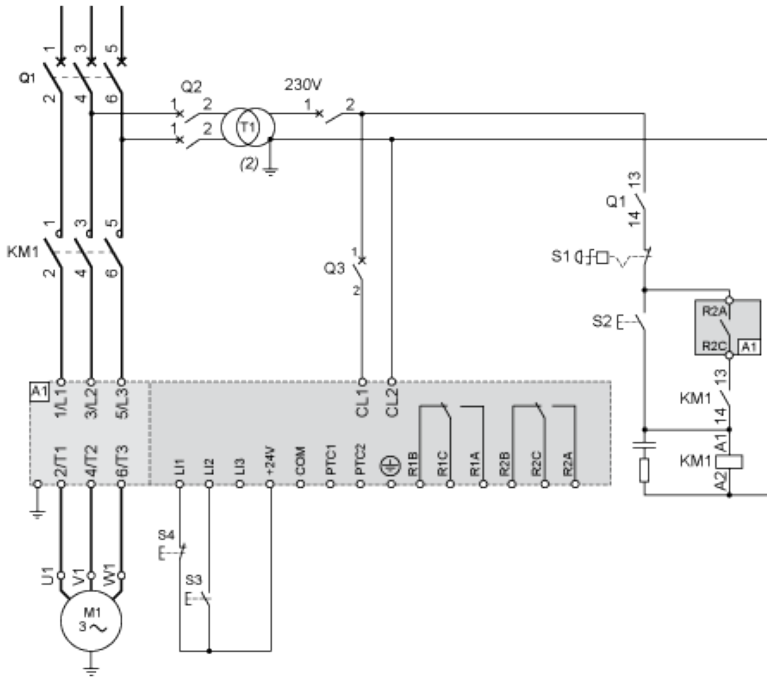 1 3 5
Q1
2 4 6
Q2 230V
1 2 1 2
T1
1 2
(2)
13
Q1
14
1 3 5
KM1
2 4 6
Q3 1
2
S1
S2
R2A
R2C A1
13
KM1
14
A1
KM1
A2
A1
1/L1 3/L2 5/L3 CL1 CL2
2/T1 4/T2 6/T3 LI1 LI2 LI3 +24V COM PTC1 PTC2 R1B R1C R1A R2B R2C R2A
S4
S3
U1 V1 W1
M1
3